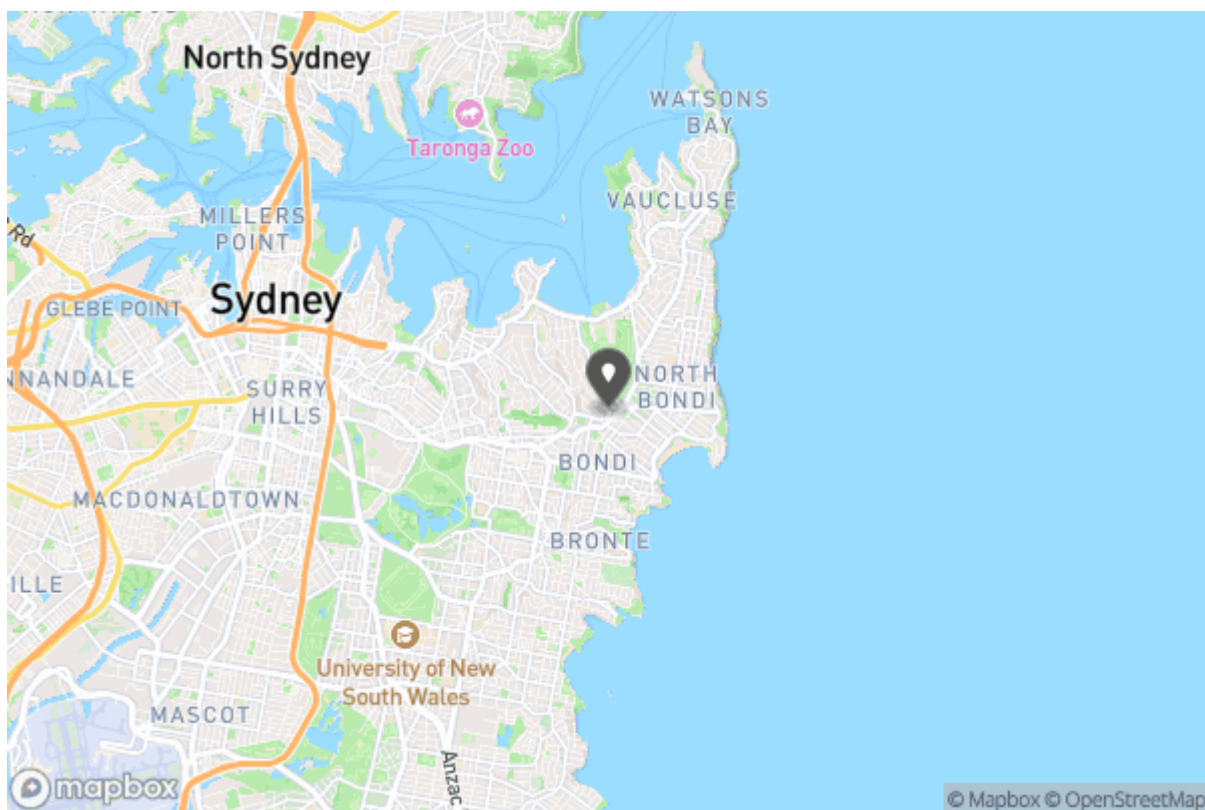 North Sydney
WATSONS
BAY
Taronga Zoo
VAUCLUSE
MILLERS
POINT
Rd
Sydney
GLEBE POINT
NNANDALE
SURRY
HILLS
NORTH
BONDI
BONDI
MACDONALDTOWN
BRONTE
ILLE
University of New
South Wales
MASCOT
Anzac
mapbox
© Mapbox © OpenStreetMap